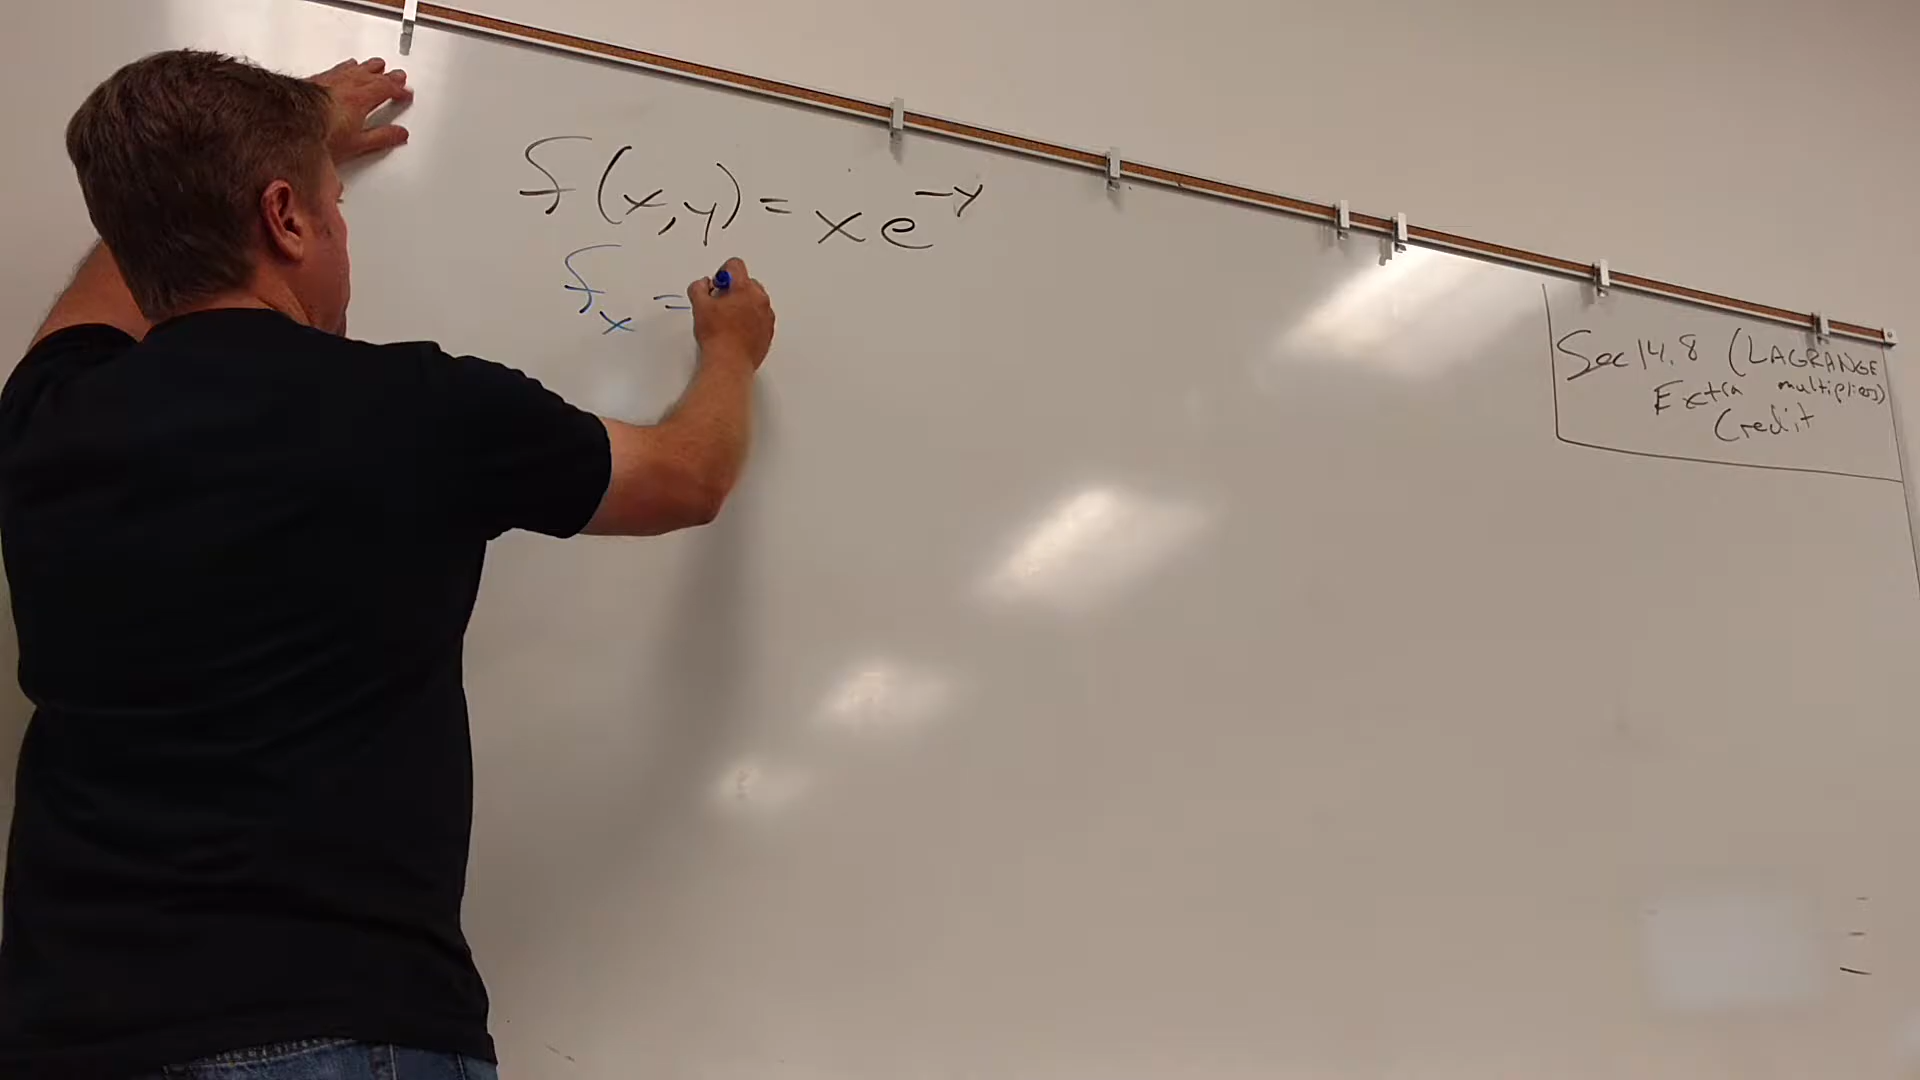 f(x,y) = xe^-y
f_x =
Sec 14.8 (LAGRANGE
Extra multipliers)
Credit